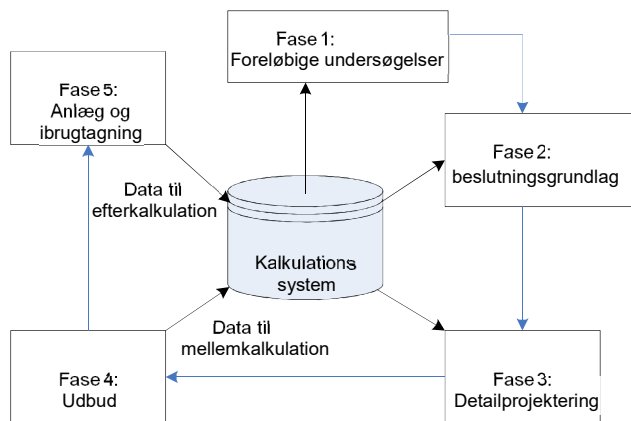 Fase 1:
Foreløbige undersøgelser
Fase 5:
Anlæg og
ibrugtagning
Fase 2:
beslutningsgrundlag
Data til
efterkalkulation
Kalkulations
system
Data til
mellemkalkulation
Fase 4:
Udbud
Fase 3:
Detailprojektering